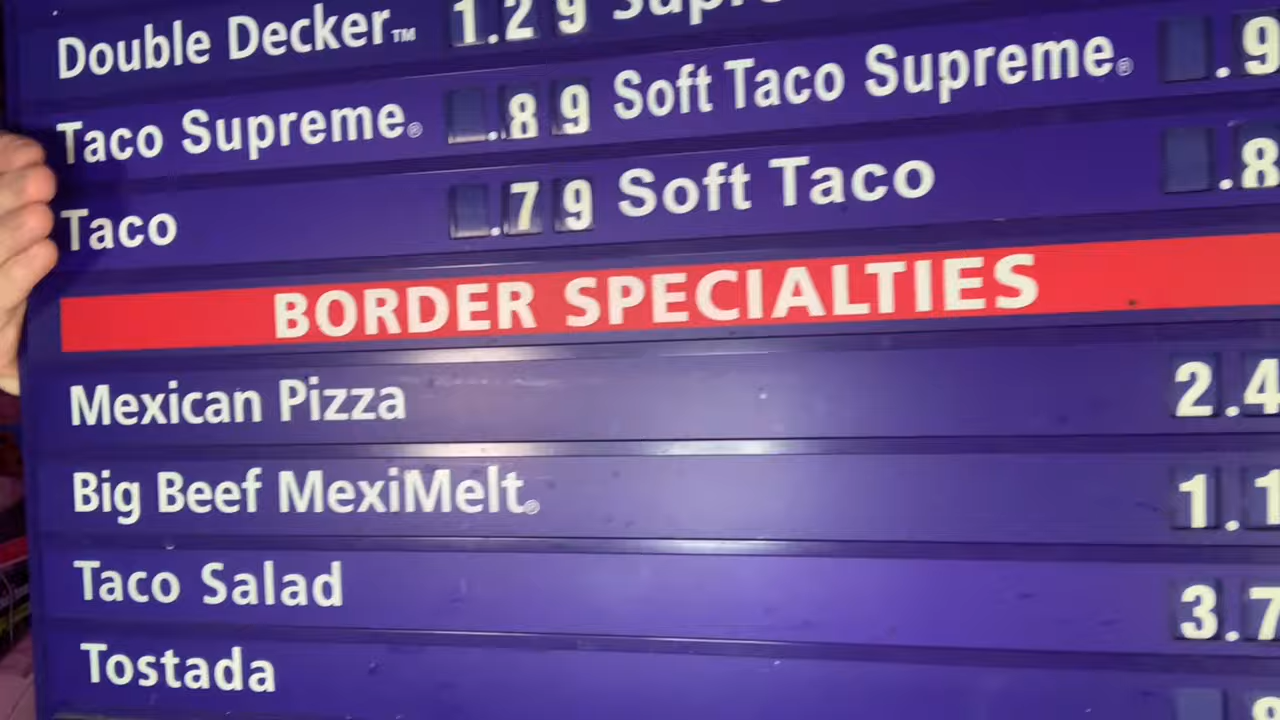 Double Decker™ 1.29
Taco Supreme® .89 Soft Taco Supreme® .9
Taco .79 Soft Taco .8
BORDER SPECIALTIES
Mexican Pizza 2.4
Big Beef MexiMelt® 1.1
Taco Salad 3.7
Tostada